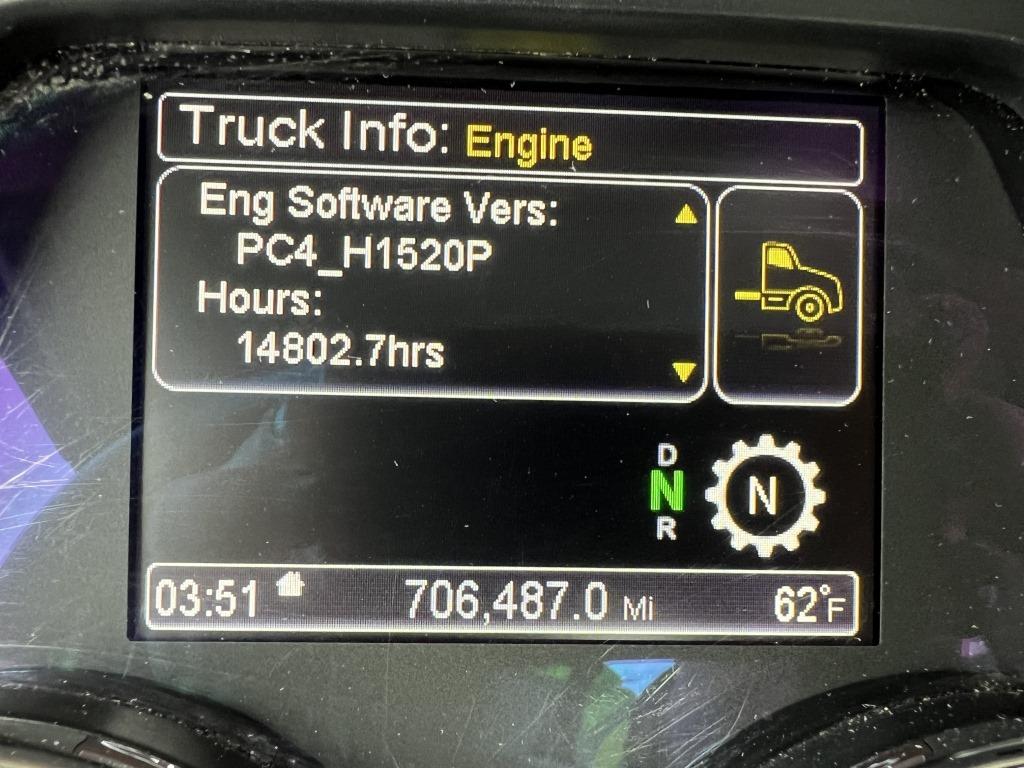 Truck Info: Engine
Eng Software Vers:
PC4_H1520P
Hours:
14802.7hrs
D
N
R
N
03:51 706,487.0 Mi 62°F